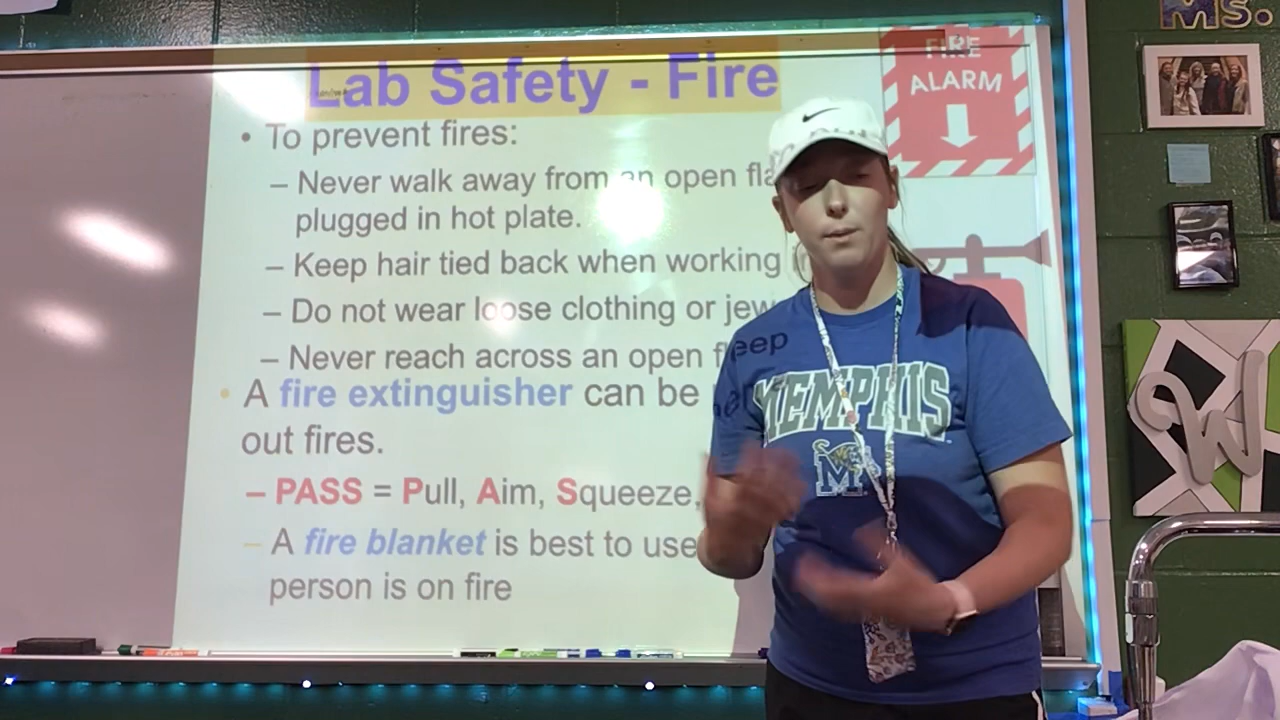 Ms.
Lab Safety - Fire
FIRE
ALARM
• To prevent fires:
– Never walk away from an open fla
plugged in hot plate.
– Keep hair tied back when working in
– Do not wear loose clothing or jew
– Never reach across an open f
eep
• A fire extinguisher can be
out fires.
MEMPHIS
M
– PASS = Pull, Aim, Squeeze,
– A fire blanket is best to use
person is on fire
W